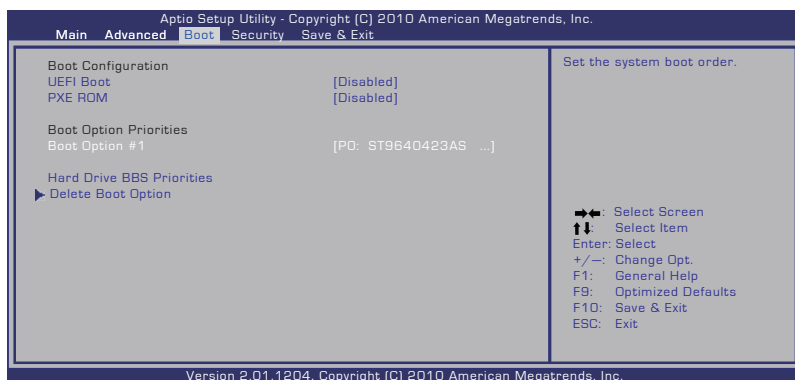 Aptio Setup Utility - Copyright (C) 2010 American Megatrends, Inc.
Main Advanced Boot Security Save & Exit
Boot Configuration
UEFI Boot [Disabled]
PXE ROM [Disabled]
Boot Option Priorities
Boot Option #1 [P0: ST9640423AS ...]
Hard Drive BBS Priorities
Delete Boot Option
Set the system boot order.
→←: Select Screen
↑↓: Select Item
Enter: Select
+/—: Change Opt.
F1: General Help
F9: Optimized Defaults
F10: Save & Exit
ESC: Exit
Version 2.01.1204. Copyright (C) 2010 American Megatrends, Inc.